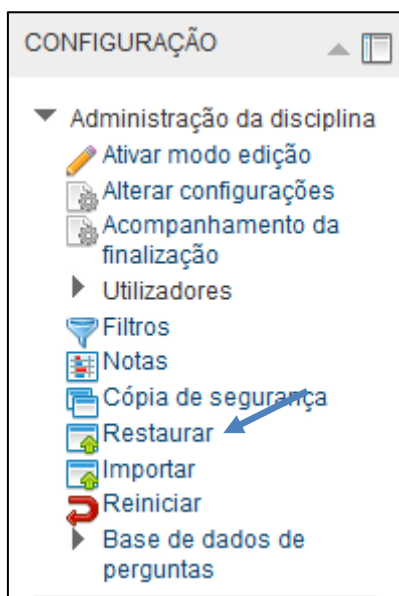 CONFIGURAÇÃO
Administração da disciplina
Ativar modo edição
Alterar configurações
Acompanhamento da
finalização
Utilizadores
Filtros
Notas
Cópia de segurança
Restaurar
Importar
Reiniciar
Base de dados de
perguntas